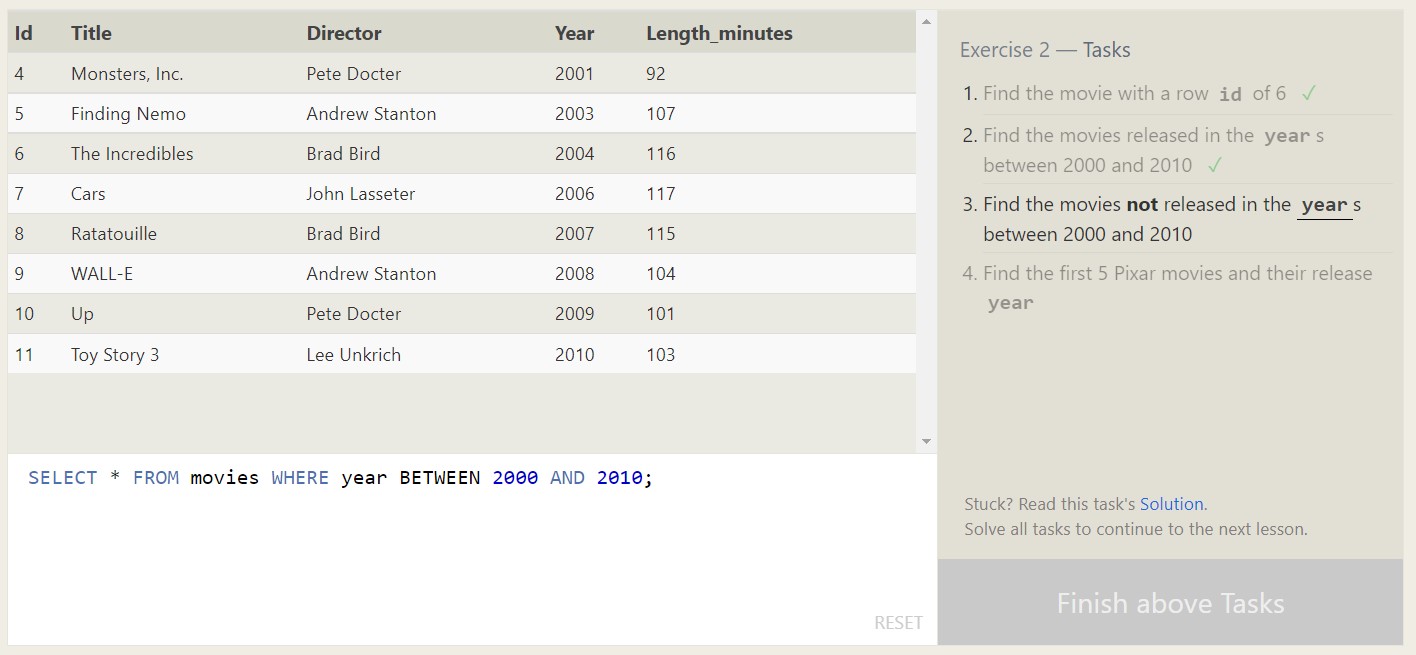 Id Title Director Year Length_minutes
4 Monsters, Inc. Pete Docter 2001 92
5 Finding Nemo Andrew Stanton 2003 107
6 The Incredibles Brad Bird 2004 116
7 Cars John Lasseter 2006 117
8 Ratatouille Brad Bird 2007 115
9 WALL-E Andrew Stanton 2008 104
10 Up Pete Docter 2009 101
11 Toy Story 3 Lee Unkrich 2010 103
SELECT * FROM movies WHERE year BETWEEN 2000 AND 2010;
RESET
Exercise 2 — Tasks
1. Find the movie with a row id of 6 ✓
2. Find the movies released in the year s
between 2000 and 2010 ✓
3. Find the movies not released in the year s
between 2000 and 2010
4. Find the first 5 Pixar movies and their release
year
Stuck? Read this task's Solution.
Solve all tasks to continue to the next lesson.
Finish above Tasks